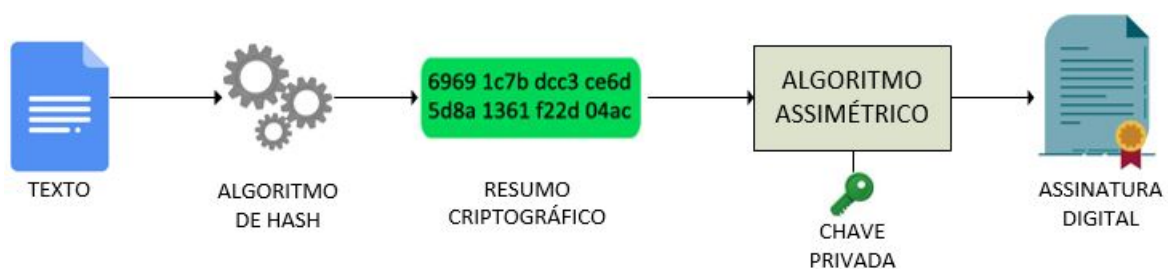 6969 1c7b dcc3 ce6d
5d8a 1361 f22d 04ac
ALGORITMO
ASSIMÉTRICO
TEXTO
ALGORITMO
DE HASH
RESUMO
CRIPTOGRÁFICO
CHAVE
PRIVADA
ASSINATURA
DIGITAL